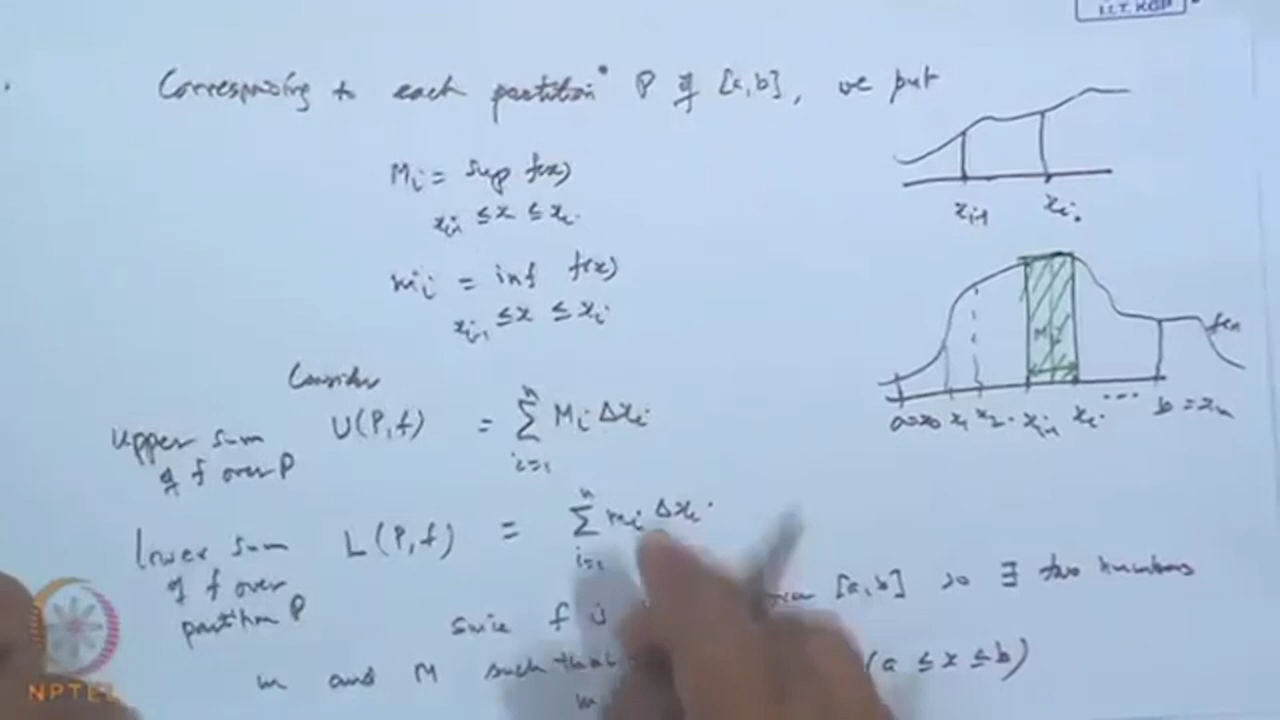 I.I.T. KGP
Corresponding to each partition P of [a,b], we put
Mi = sup f(x)
xi-1 ≤ x ≤ xi
mi = inf f(x)
xi-1 ≤ x ≤ xi
xi-1 xi
Mi
f(x)
a=x0 x1 x2 xi-1 xi ... b=xn
Consider
Upper sum of f over P
U(P,f) = Σ Mi Δxi
n
i=1
Lower sum of f over partition P
L(P,f) = Σ mi Δxi
n
i=1
Since f is [a,b] so ∃ two numbers
m and M such that (a ≤ x ≤ b)
m
NPTEL